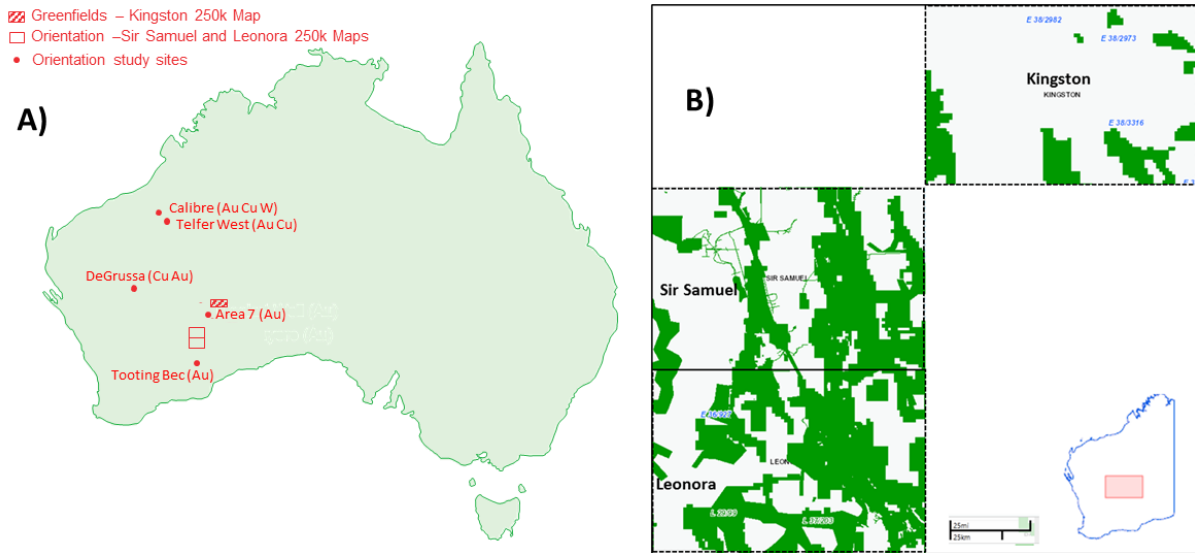 Greenfields – Kingston 250k Map
Orientation –Sir Samuel and Leonora 250k Maps
Orientation study sites
A)
Calibre (Au Cu W)
Telfer West (Au Cu)
DeGrussa (Cu Au)
Area 7 (Au)
Tooting Bec (Au)
B)
E 38/2982
E 38/2973
Kingston
KINGSTON
E 38/3316
SIR SAMUEL
Sir Samuel
LEON
Leonora
25mi
25km